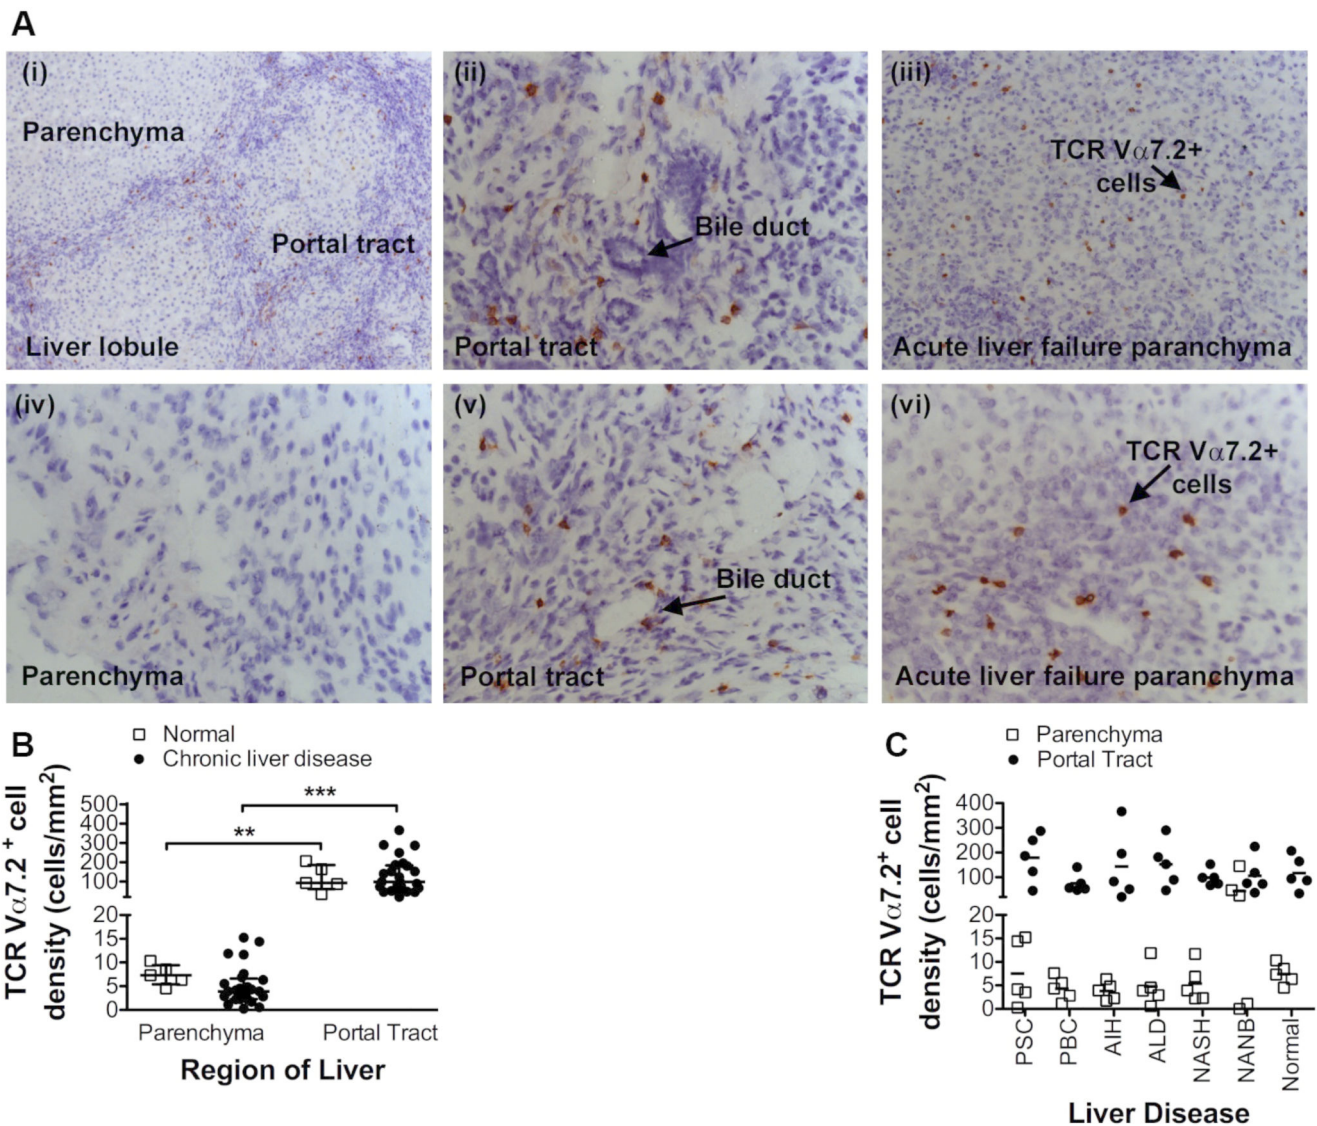 A
(i)
Parenchyma
Portal tract
Liver lobule
(ii)
Bile duct
Portal tract
(iii)
TCR Vα7.2+
cells
Acute liver failure paranchyma
(iv)
Parenchyma
(v)
Bile duct
Portal tract
(vi)
TCR Vα7.2+
cells
Acute liver failure paranchyma
B
Normal
Chronic liver disease
TCR Vα7.2 + cell
density (cells/mm2)
500
400
300
200
100
20
15
10
5
0
**
***
Parenchyma
Portal Tract
Region of Liver
C
Parenchyma
Portal Tract
TCR Vα7.2+ cell
density (cells/mm2)
400
300
200
100
20
15
10
5
0
PSC
PBC
AIH
ALD
NASH
NANB
Normal
Liver Disease